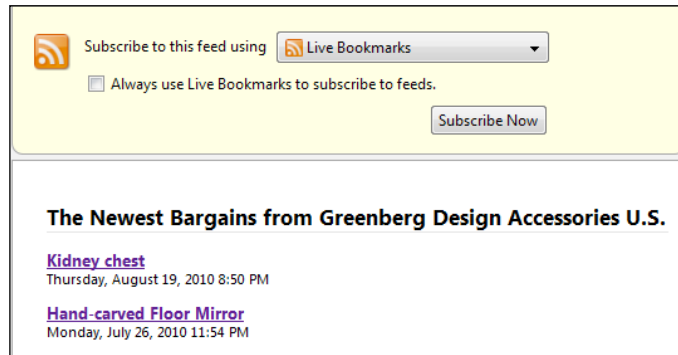 Subscribe to this feed using Live Bookmarks
Always use Live Bookmarks to subscribe to feeds.
Subscribe Now
The Newest Bargains from Greenberg Design Accessories U.S.
Kidney chest
Thursday, August 19, 2010 8:50 PM
Hand-carved Floor Mirror
Monday, July 26, 2010 11:54 PM